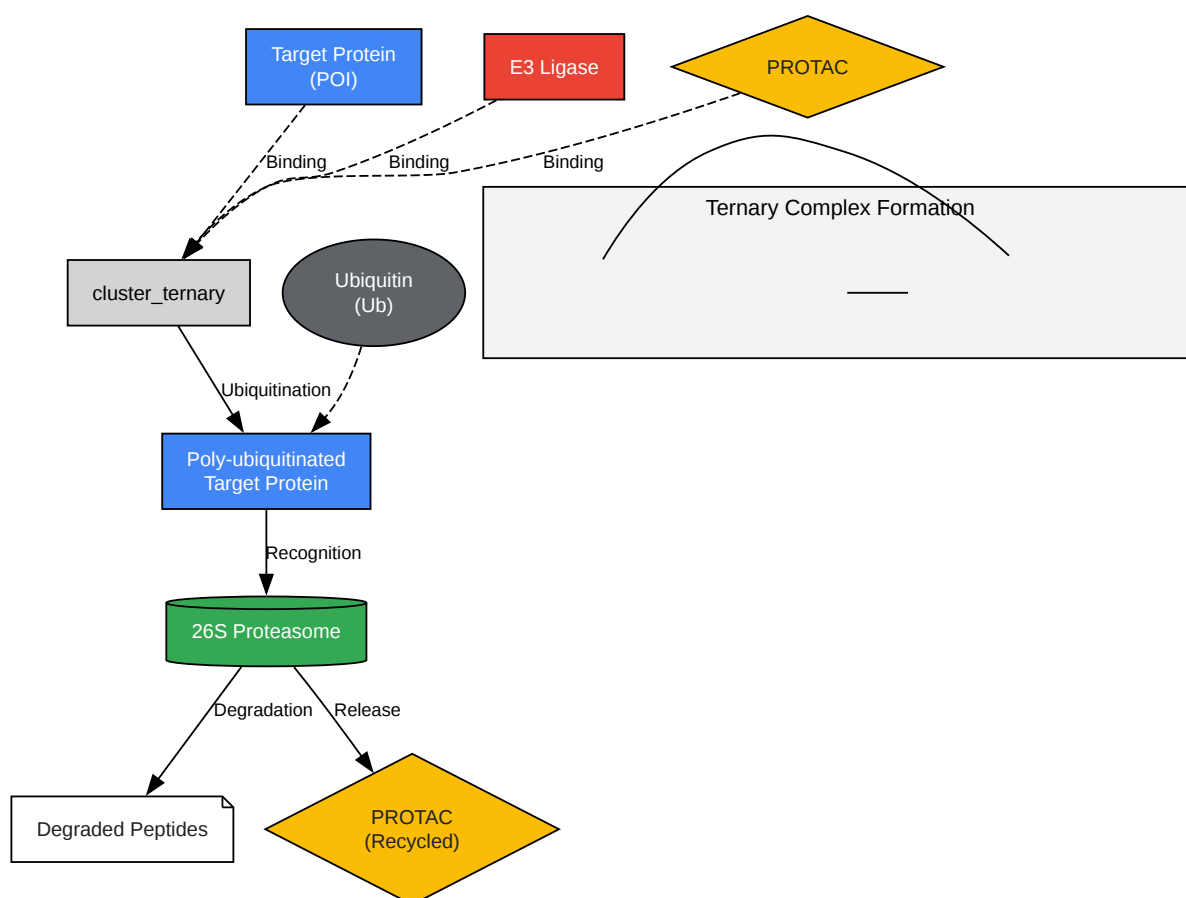 Target Protein
(POI)
E3 Ligase
PROTAC
Binding
Binding
Binding
Ternary Complex Formation
cluster_ternary
Ubiquitin
(Ub)
Ubiquitination
Poly-ubiquitinated
Target Protein
Recognition
26S Proteasome
Degradation
Release
Degraded Peptides
PROTAC
(Recycled)